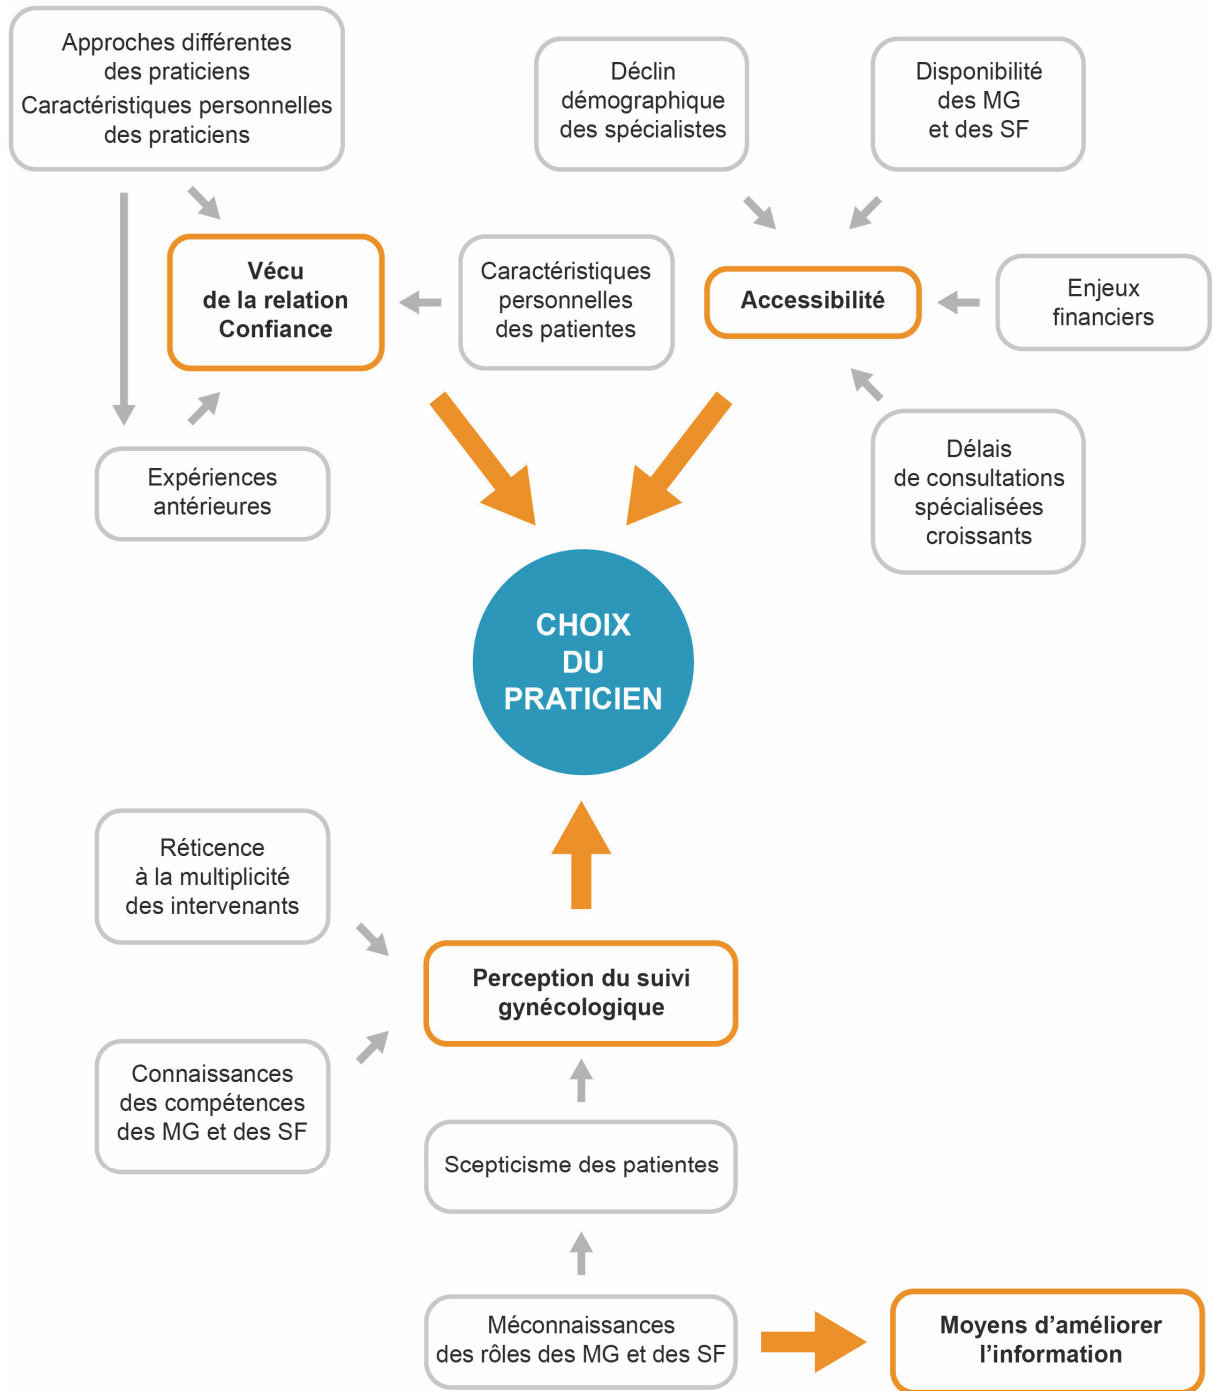 Approches différentes
des praticiens
Caractéristiques personnelles
des praticiens
Déclin
démographique
des spécialistes
Disponibilité
des MG
et des SF
Vécu
de la relation
Confiance
Caractéristiques
personnelles
des patientes
Accessibilité
Enjeux
financiers
Expériences
antérieures
Délais
de consultations
spécialisées
croissants
CHOIX
DU
PRATICIEN
Réticence
à la multiplicité
des intervenants
Perception du suivi
gynécologique
Connaissances
des compétences
des MG et des SF
Scepticisme des patientes
Méconnaissances
des rôles des MG et des SF
Moyens d’améliorer
l’information